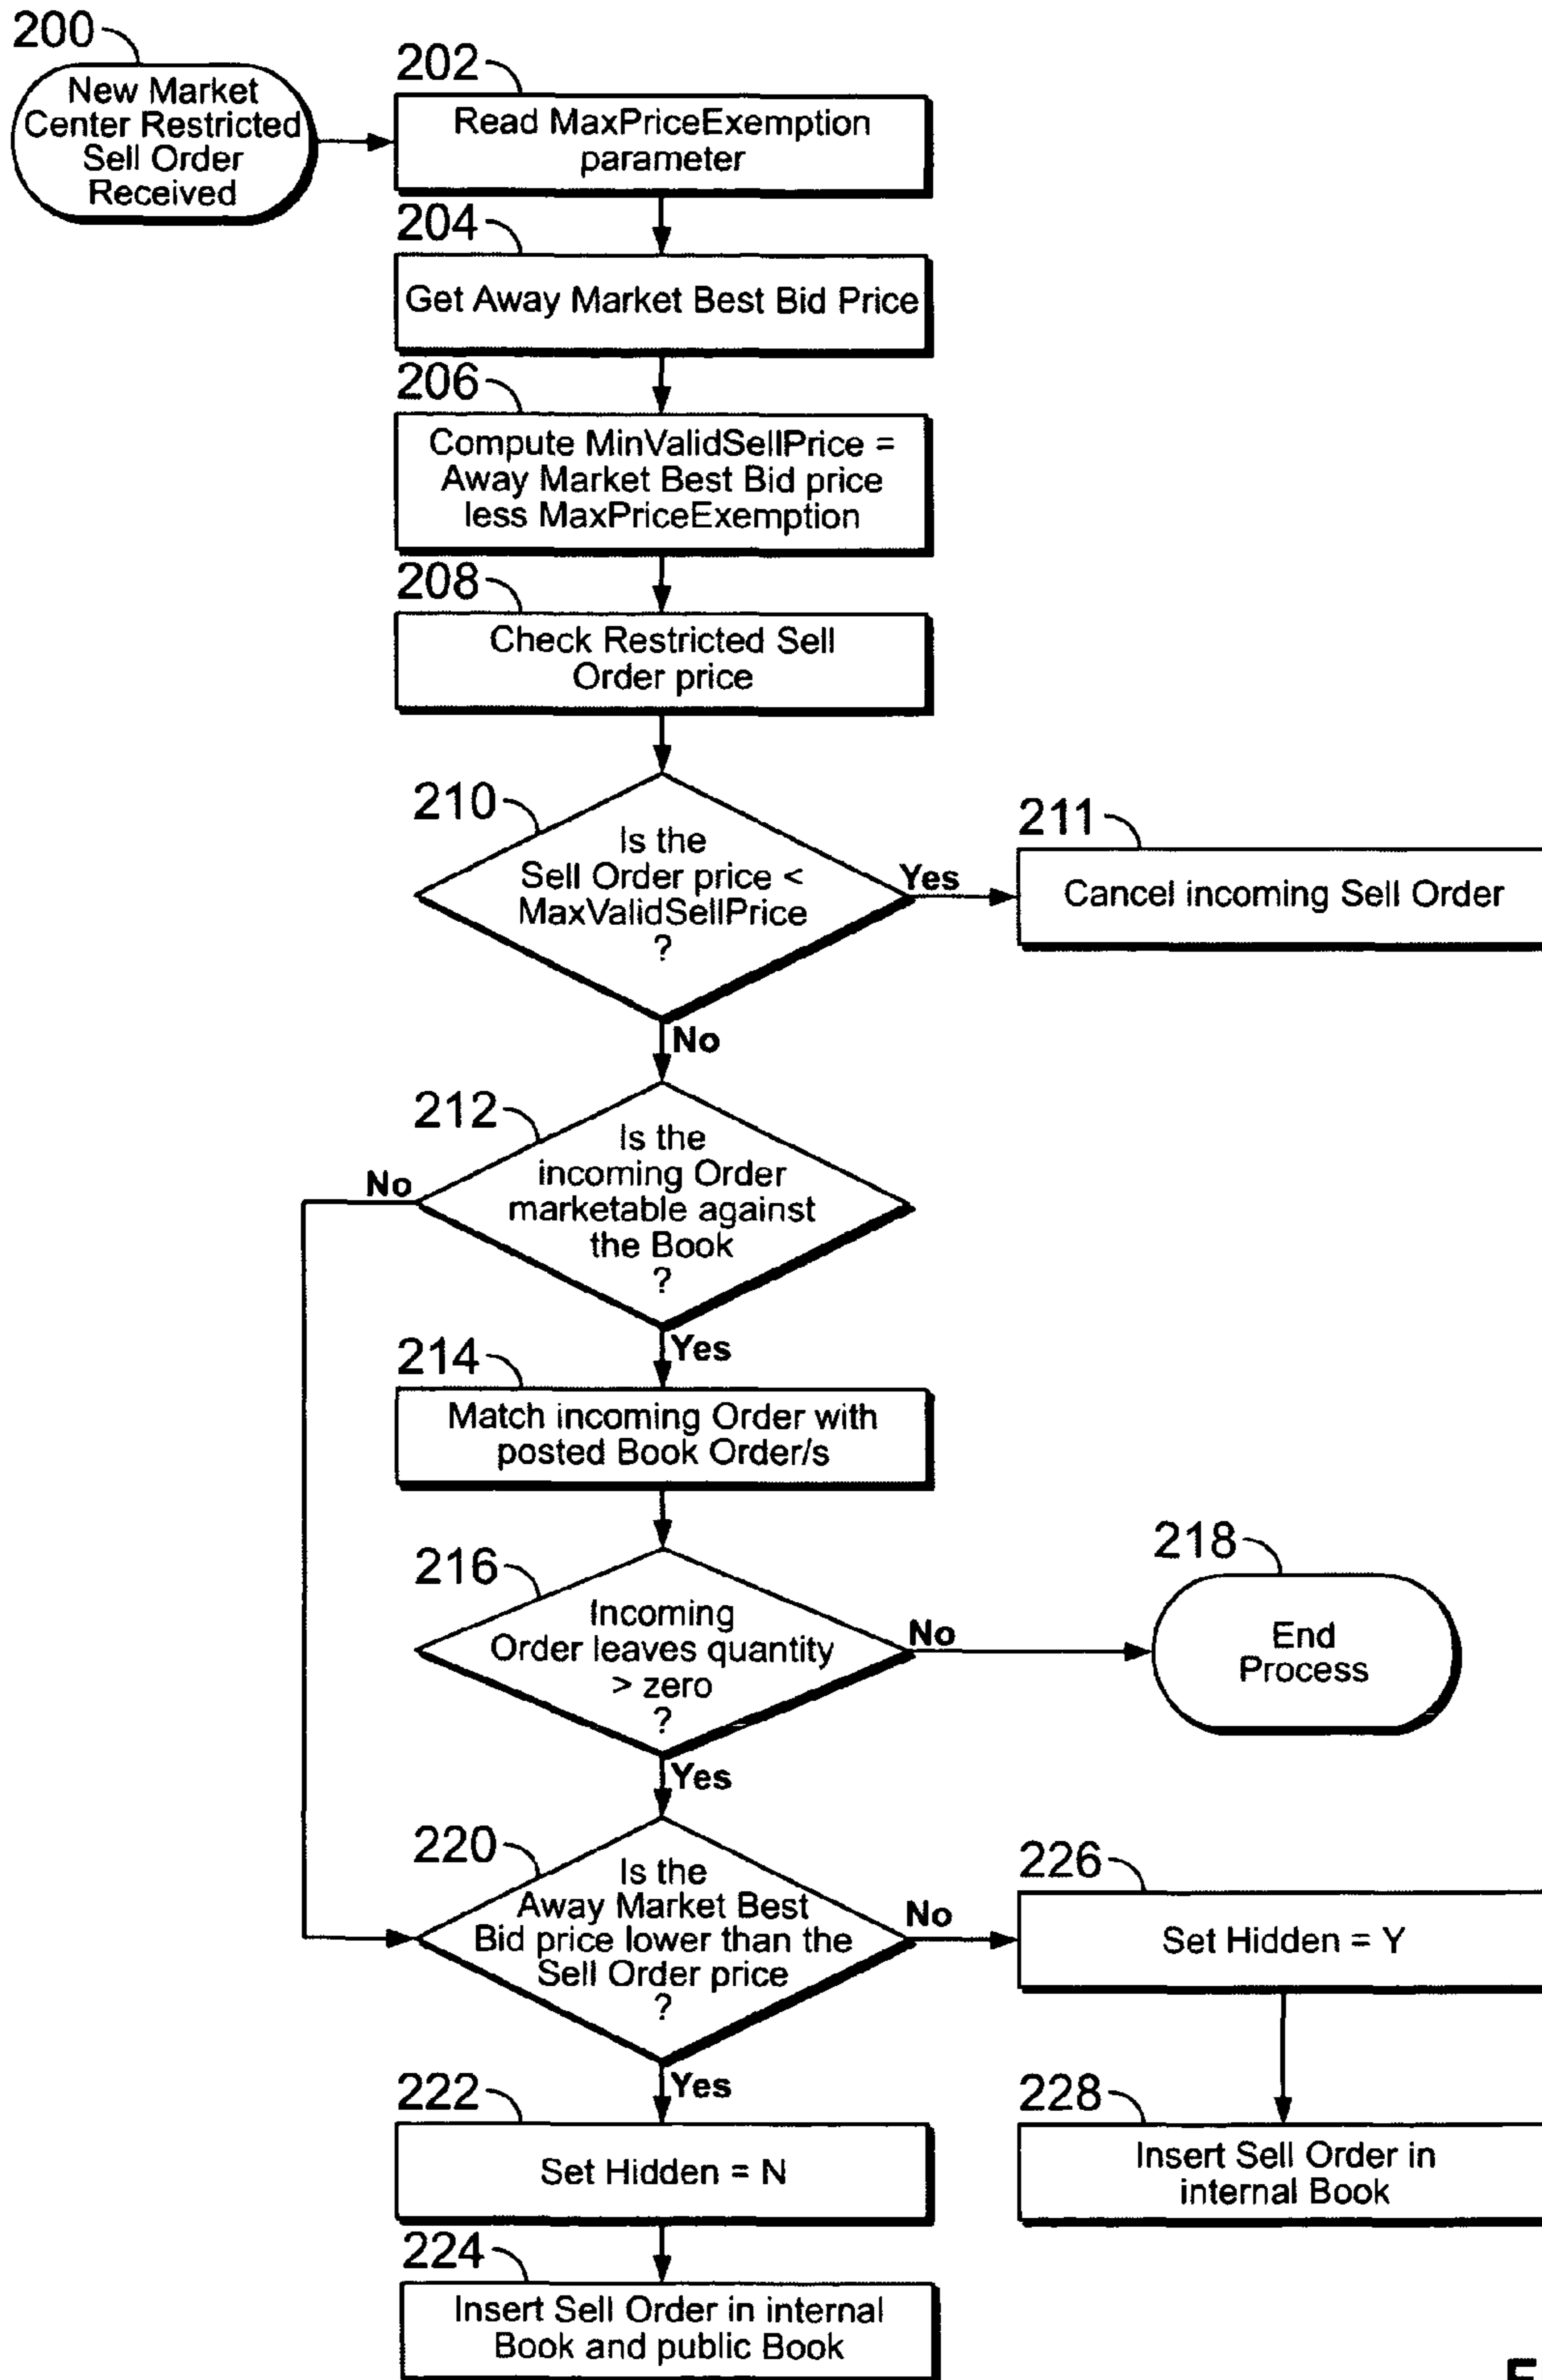 200
New Market
Center Restricted
Sell Order
Received
202
Read MaxPriceExemption
parameter
204
Get Away Market Best Bid Price
206
Compute MinValidSellPrice =
Away Market Best Bid price
less MaxPriceExemption
208
Check Restricted Sell
Order price
210
Is the
Sell Order price <
MaxValidSellPrice
?
Yes
211
Cancel incoming Sell Order
No
212
Is the
incoming Order
marketable against
the Book
?
No
Yes
214
Match incoming Order with
posted Book Order/s
216
Incoming
Order leaves quantity
> zero
?
No
218
End
Process
Yes
220
Is the
Away Market Best
Bid price lower than the
Sell Order price
?
No
226
Set Hidden = Y
Yes
222
Set Hidden = N
228
Insert Sell Order in
internal Book
224
Insert Sell Order in internal
Book and public Book